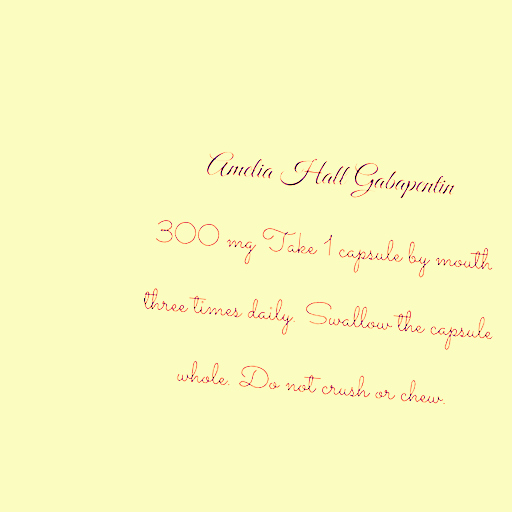 Amelia Hall Gabapentin
300 mg Take 1 capsule by mouth
three times daily. Swallow the capsule
whole. Do not crush or chew.